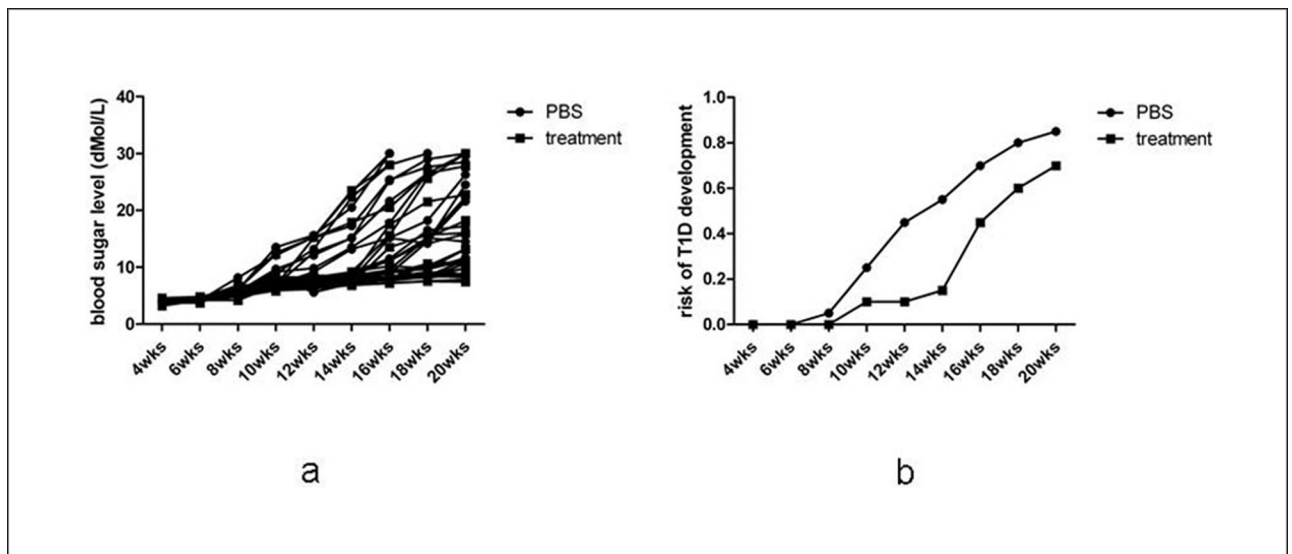 blood sugar level (dMol/L)
40
30
20
10
0
4wks
6wks
8wks
10wks
12wks
14wks
16wks
18wks
20wks
PBS
treatment
a
risk of T1D development
1.0
0.8
0.6
0.4
0.2
0.0
4wks
6wks
8wks
10wks
12wks
14wks
16wks
18wks
20wks
PBS
treatment
b